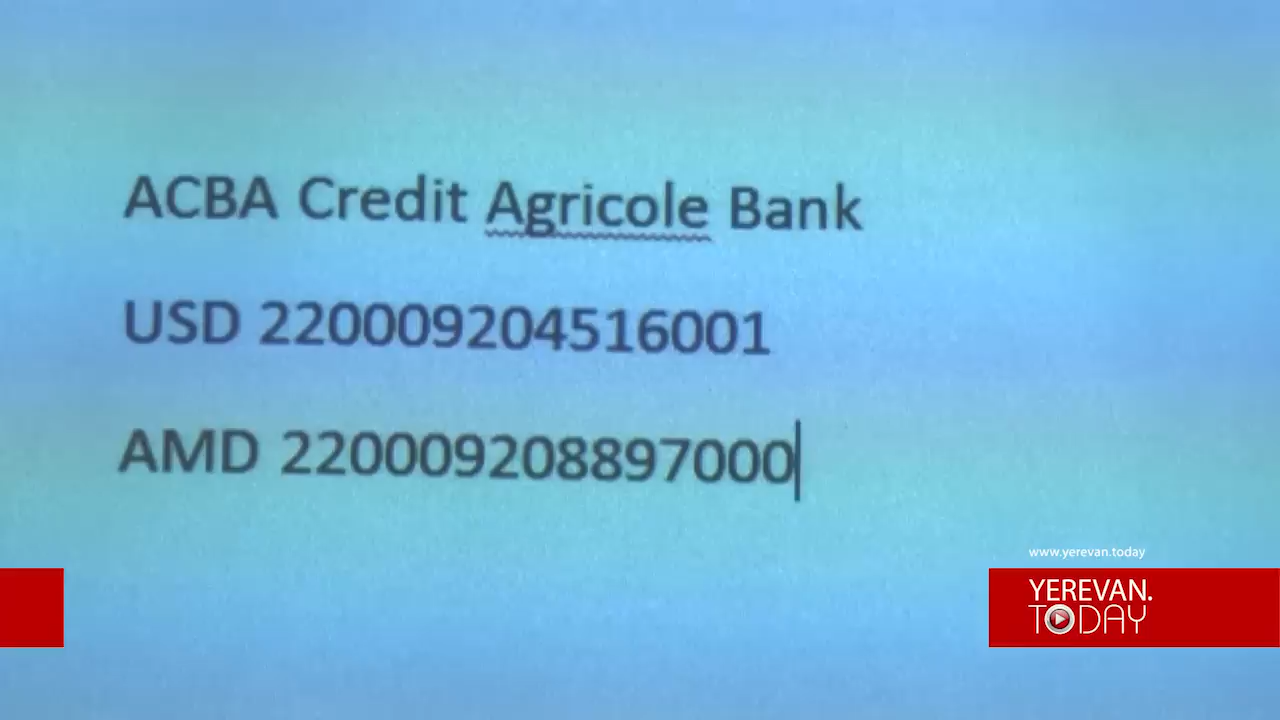 ACBA Credit Agricole Bank
USD 220009204516001
AMD 220009208897000
www.yerevan.today
YEREVAN.
TODAY